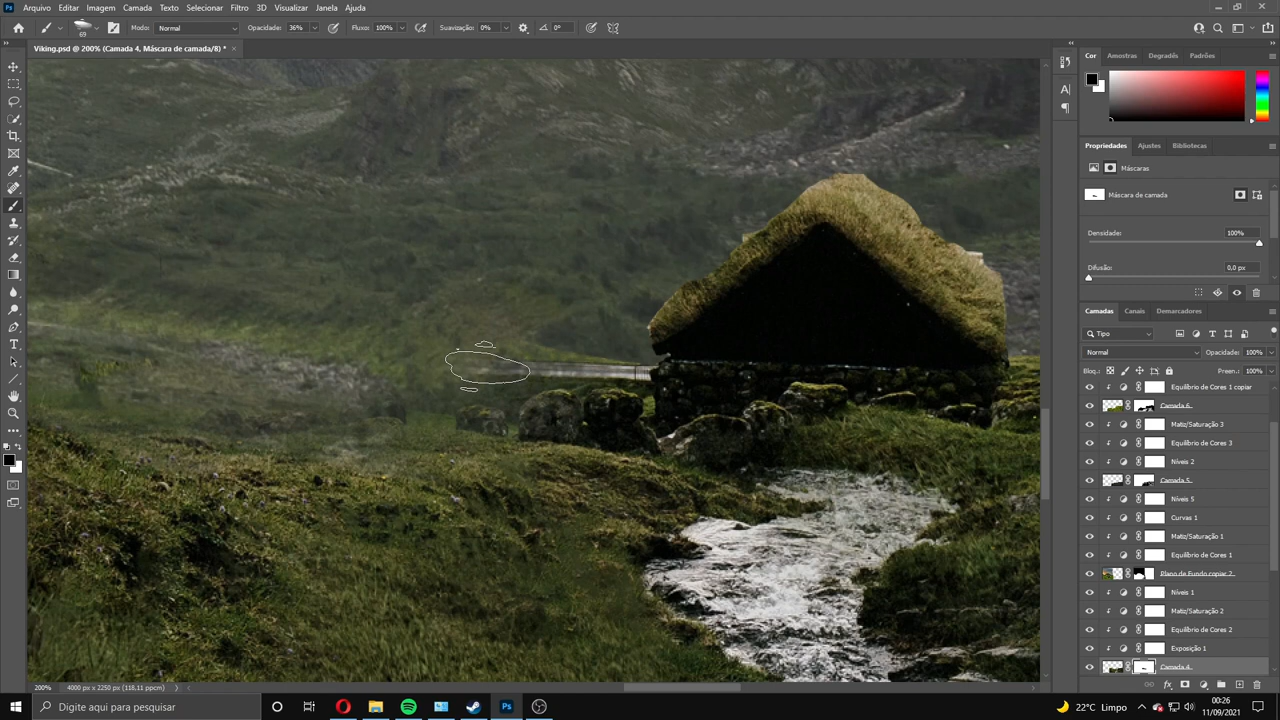 Ps Arquivo Editar Imagem Camada Texto Selecionar Filtro 3D Visualizar Janela Ajuda
69 Modo: Normal Opacidade: 36% Fluxo: 100% Suavização: 0% 0°
Viking.psd @ 200% (Camada 4, Máscara de camada/8) * ×
Cor Amostras Degradês Padrões
Propriedades Ajustes Bibliotecas
Máscaras
Máscara de camada
Densidade: 100%
Difusão: 0,0 px
Camadas Canais Demarcadores
Tipo
Normal Opacidade: 100%
Bloq.: Preen.: 100%
Equilíbrio de Cores 1 copiar
Camada 6
Matiz/Saturação 3
Equilíbrio de Cores 3
Níveis 2
Camada 5
Níveis 5
Curvas 1
Matiz/Saturação 1
Equilíbrio de Cores 1
Plano de Fundo copiar 2
Níveis 1
Matiz/Saturação 2
Equilíbrio de Cores 2
Exposição 1
Camada 4
200% 4000 px x 2250 px (118,11 ppcm)
Digite aqui para pesquisar
Ps
22°C Limpo
00:26
11/09/2021